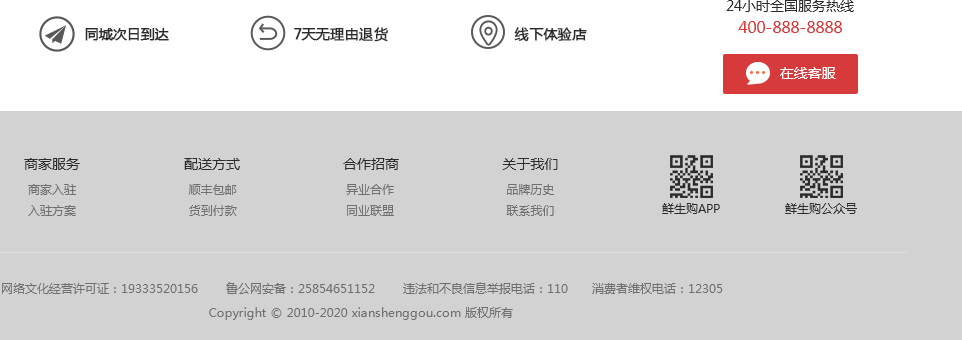 24小时全国服务热线
400-888-8888
同城次日到达
7天无理由退货
线下体验店
在线客服
商家服务
商家入驻
入驻方案
配送方式
顺丰包邮
货到付款
合作招商
异业合作
同业联盟
关于我们
品牌历史
联系我们
鲜生购APP
鲜生购公众号
网络文化经营许可证：19333520156 鲁公网安备：25854651152 违法和不良信息举报电话：110 消费者维权电话：12305
Copyright © 2010-2020 xianshenggou.com 版权所有